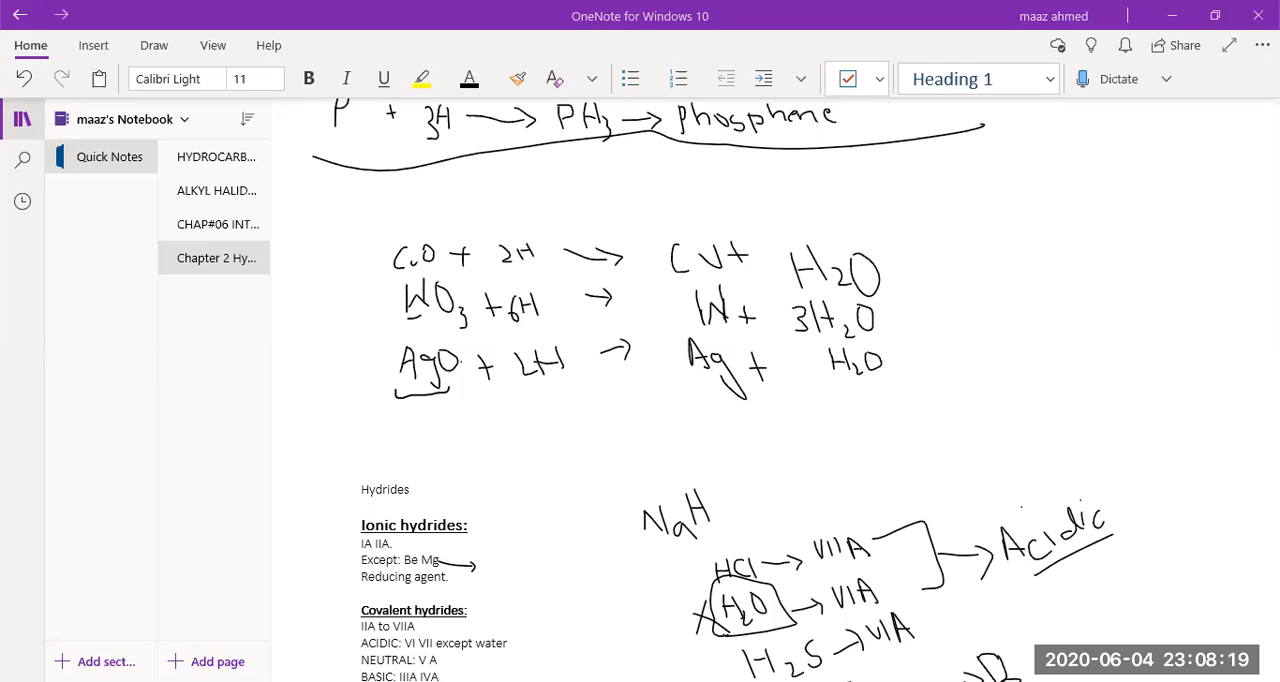 OneNote for Windows 10
maaz ahmed
Home Insert Draw View Help
Share
Calibri Light 11 B I U A A Heading 1 Dictate
maaz's Notebook
Quick Notes
HYDROCARB...
ALKYL HALID...
CHAP#06 INT...
Chapter 2 Hy...
P + 3H → PH3 → Phosphene
CuO + 2H → Cu + H2O
WO3 + 6H → W + 3H2O
AgO + 2H → Ag + H2O
Hydrides
Ionic hydrides:
IA IIA.
Except: Be Mg
Reducing agent.
Covalent hydrides:
IIA to VIIA
ACIDIC: VI VII except water
NEUTRAL: V A
BASIC: IIIA IVA
NaH
HCl → VIIA
→ Acidic
X H2O → VIA
H2S → VIA
+ Add sect...
+ Add page
2020-06-04 23:08:19